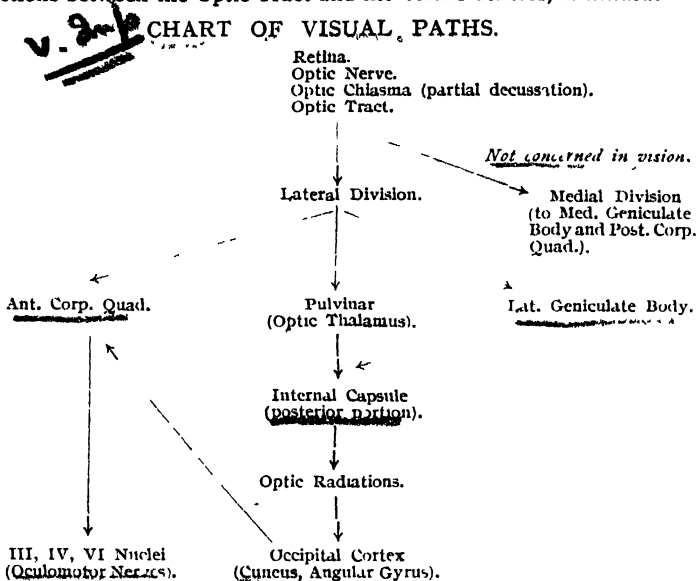 CHART OF VISUAL PATHS.
Retina.
Optic Nerve.
Optic Chiasma (partial decussation).
Optic Tract.
Not concerned in vision.
Lateral Division.
Medial Division
(to Med. Geniculate
Body and Post. Corp.
Quad.).
Ant. Corp. Quad.
Pulvinar
(Optic Thalamus).
Lat. Geniculate Body.
Internal Capsule
(posterior portion).
Optic Radiations.
III, IV, VI Nuclei
(Oculomotor Nerves).
Occipital Cortex
(Cuneus, Angular Gyrus).